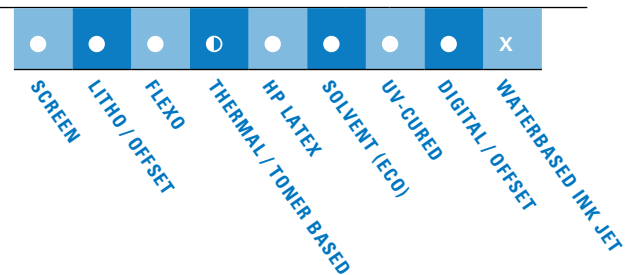 X
SCREEN
LITHO / OFFSET
FLEXO
THERMAL / TONER BASED
HP LATEX
SOLVENT (ECO)
UV-CURED
DIGITAL / OFFSET
WATERBASED INK JET